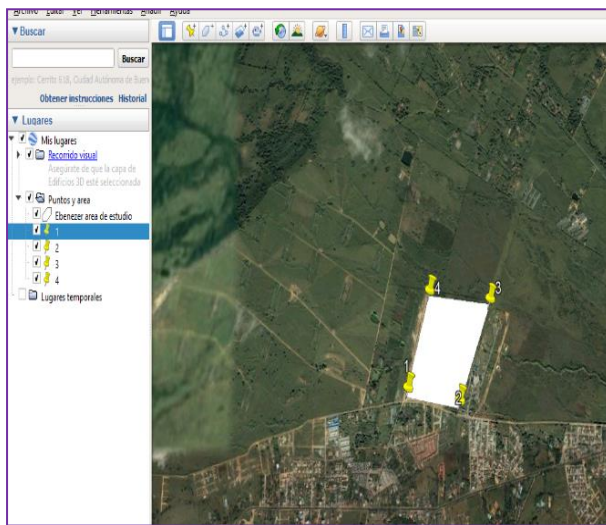 Archivo Editar Ver Herramientas Añadir Ayuda
Buscar
Buscar
ejemplo: Cerrito 618, Ciudad Autónoma de Buen
Obtener instrucciones Historial
Lugares
Mis lugares
Recorrido visual
Asegúrate de que la capa de
Edificios 3D esté seleccionada
Puntos y area
Ebenezer area de estudio
1
2
3
4
Lugares temporales
4
3
1
2